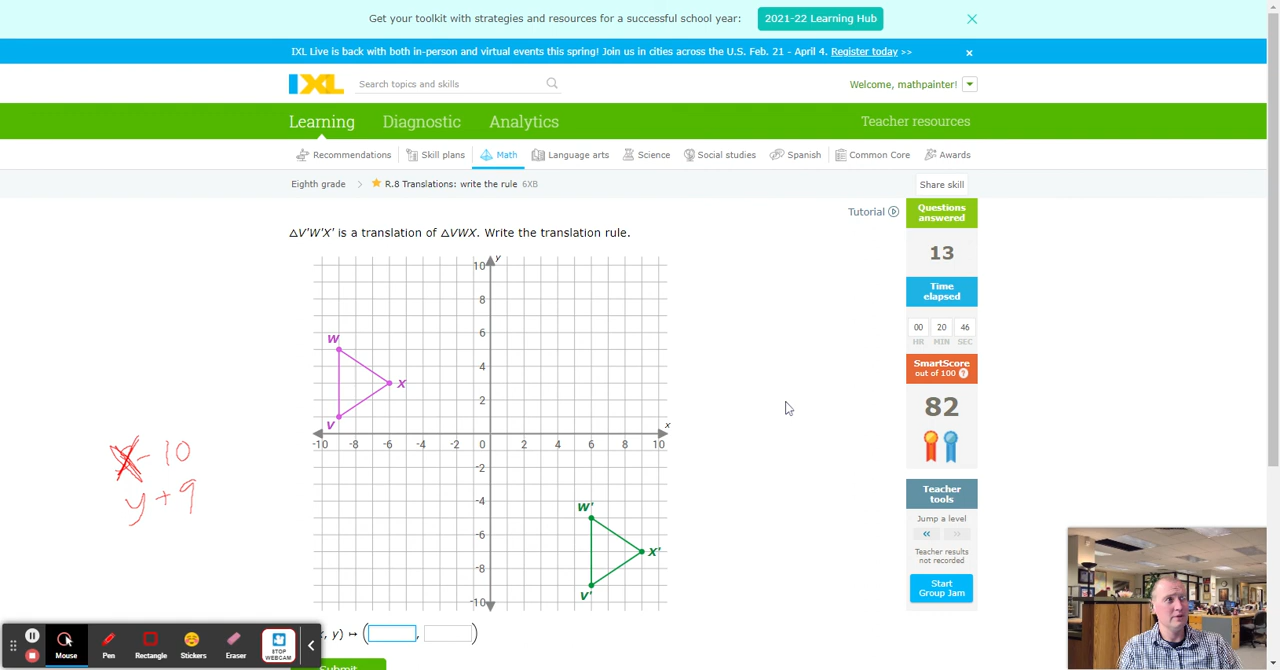 Get your toolkit with strategies and resources for a successful school year: 2021-22 Learning Hub
IXL Live is back with both in-person and virtual events this spring! Join us in cities across the U.S. Feb. 21 - April 4. Register today >>
IXL Search topics and skills Welcome, mathpainter!
Learning Diagnostic Analytics Teacher resources
Recommendations Skill plans Math Language arts Science Social studies Spanish Common Core Awards
Eighth grade > R.8 Translations: write the rule 6XB Share skill
Tutorial
Questions answered
13
Time elapsed
00 20 46
HR MIN SEC
SmartScore
out of 100 ?
82
Teacher tools
Jump a level
<< >>
Teacher results not recorded
Start Group Jam
△V'W'X' is a translation of △VWX. Write the translation rule.
y
10
8
6
W
4
X
2
V
x
-10 -8 -6 -4 -2 0 2 4 6 8 10
-2
-4
W'
-6
X'
-8
V'
-10
x - 10
y + 9
, y) ↦ ( , )
Submit
Mouse Pen Rectangle Stickers Eraser STOP WEBCAM